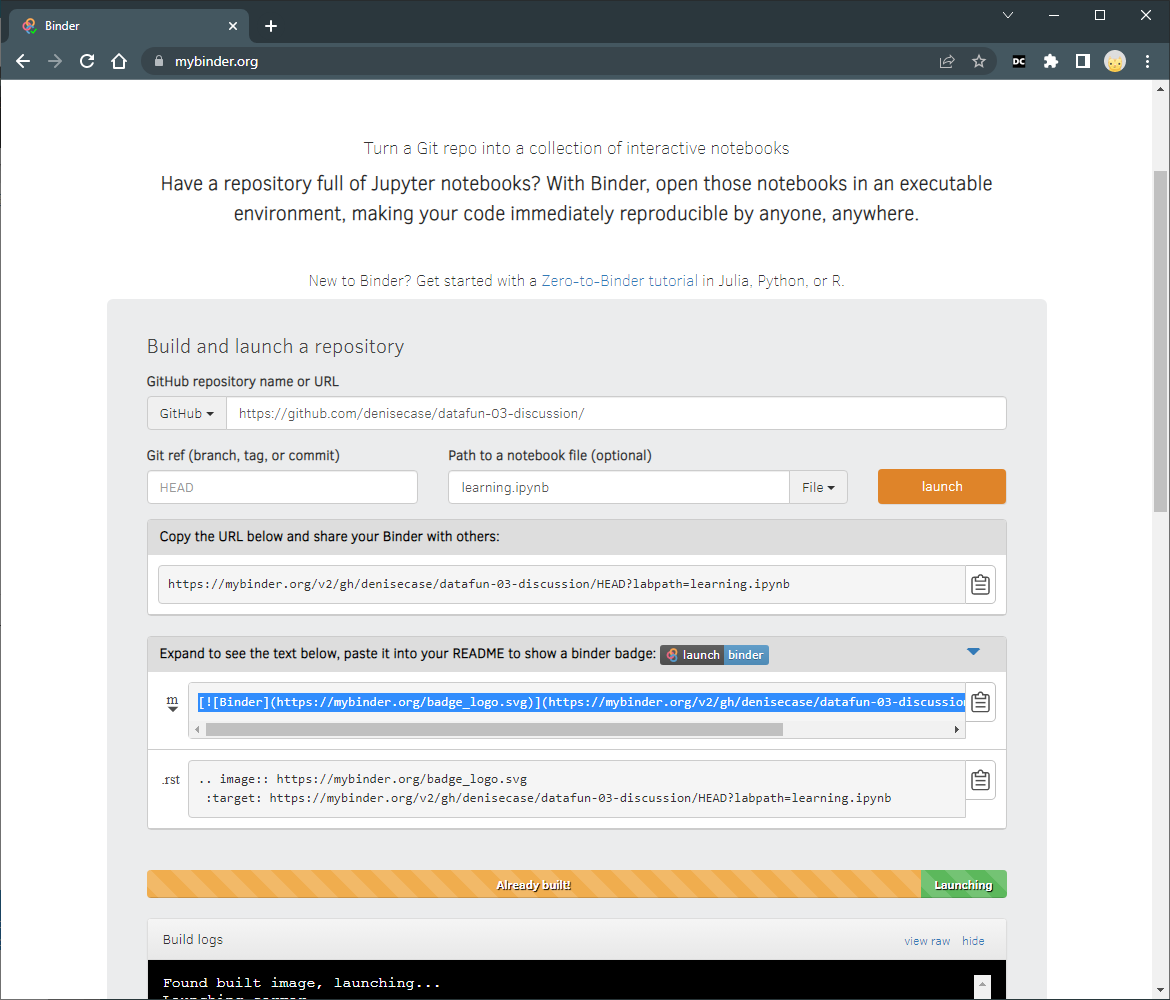 Binder
mybinder.org
DC
Turn a Git repo into a collection of interactive notebooks
Have a repository full of Jupyter notebooks? With Binder, open those notebooks in an executable
environment, making your code immediately reproducible by anyone, anywhere.
New to Binder? Get started with a Zero-to-Binder tutorial in Julia, Python, or R.
Build and launch a repository
GitHub repository name or URL
GitHub https://github.com/denisecase/datafun-03-discussion/
Git ref (branch, tag, or commit) Path to a notebook file (optional)
HEAD learning.ipynb File launch
Copy the URL below and share your Binder with others:
https://mybinder.org/v2/gh/denisecase/datafun-03-discussion/HEAD?labpath=learning.ipynb
Expand to see the text below, paste it into your README to show a binder badge: launch binder
m [![Binder](https://mybinder.org/badge_logo.svg)](https://mybinder.org/v2/gh/denisecase/datafun-03-discussion
.rst .. image:: https://mybinder.org/badge_logo.svg
:target: https://mybinder.org/v2/gh/denisecase/datafun-03-discussion/HEAD?labpath=learning.ipynb
Already built! Launching
Build logs view raw hide
Found built image, launching...
Launching server